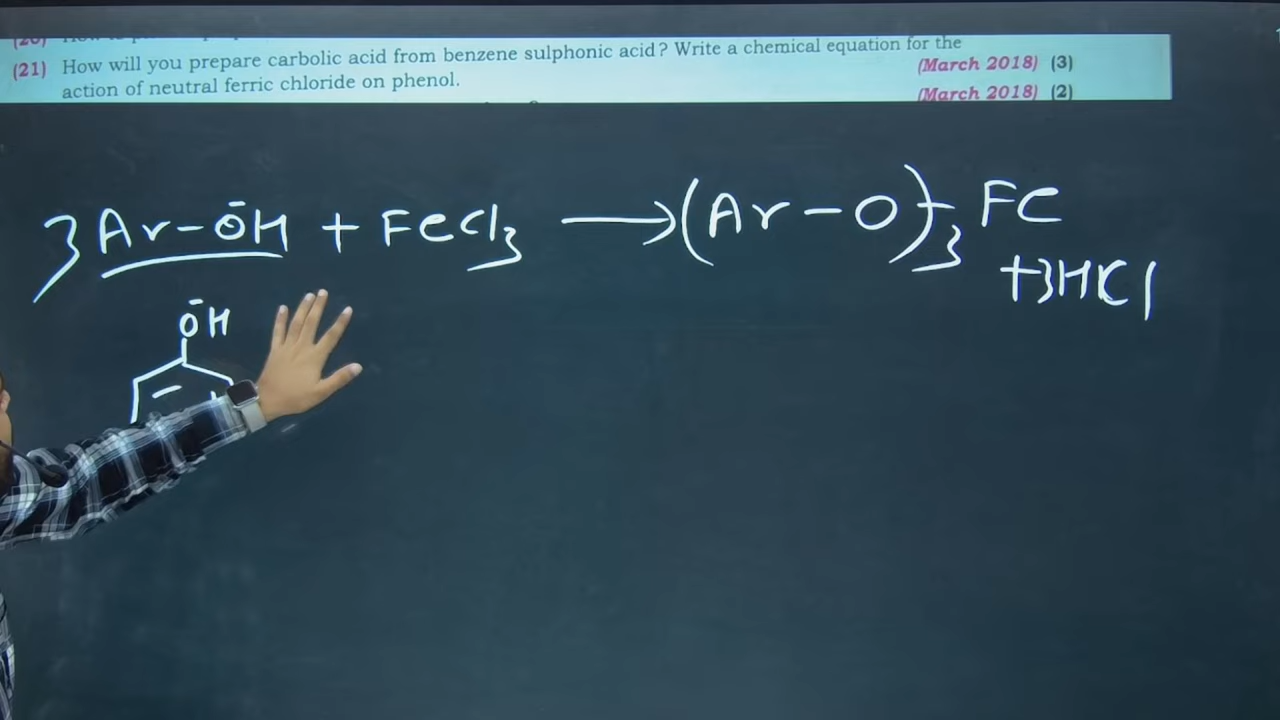 (21) How will you prepare carbolic acid from benzene sulphonic acid? Write a chemical equation for the
action of neutral ferric chloride on phenol. (March 2018) (3)
(March 2018) (2)
3 Ar-ŌH + FeCl3 ⟶ (Ar-O)-3 Fe
+3HCl
ŌH